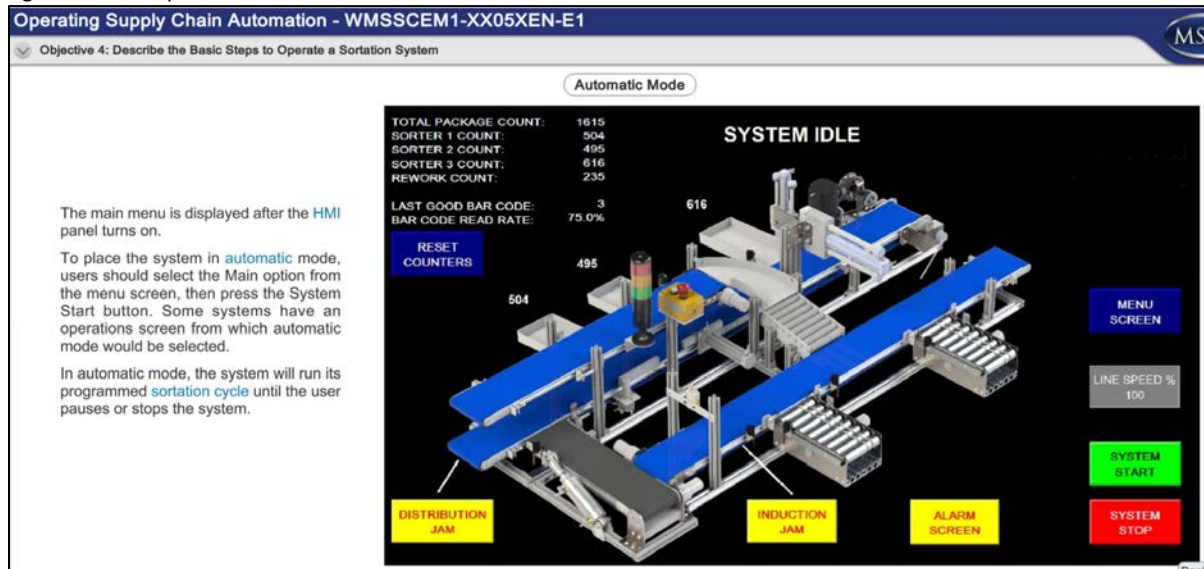 Operating Supply Chain Automation - WMSSCEM1-XX05XEN-E1
Objective 4: Describe the Basic Steps to Operate a Sortation System
Automatic Mode
The main menu is displayed after the HMI
panel turns on.
To place the system in automatic mode,
users should select the Main option from
the menu screen, then press the System
Start button. Some systems have an
operations screen from which automatic
mode would be selected.
In automatic mode, the system will run its
programmed sortation cycle until the user
pauses or stops the system.
TOTAL PACKAGE COUNT: 1615
SORTER 1 COUNT: 504
SORTER 2 COUNT: 495
SORTER 3 COUNT: 616
REWORK COUNT: 235
LAST GOOD BAR CODE: 3
BAR CODE READ RATE: 75.0%
RESET
COUNTERS
SYSTEM IDLE
616
495
504
MENU
SCREEN
LINE SPEED %
100
SYSTEM
START
DISTRIBUTION
JAM
INDUCTION
JAM
ALARM
SCREEN
SYSTEM
STOP